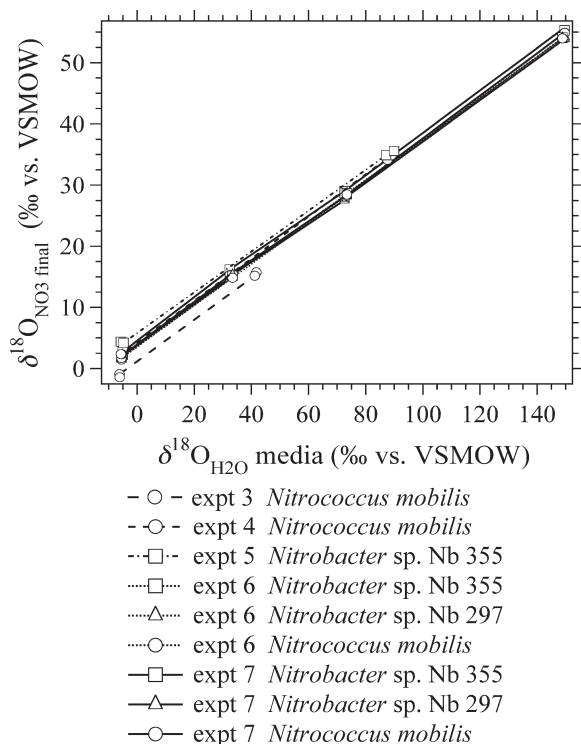 50
40
30
20
10
0
δ18ONO3 final (‰ vs. VSMOW)
0 20 40 60 80 100 120 140
δ18OH2O media (‰ vs. VSMOW)
expt 3 Nitrococcus mobilis
expt 4 Nitrococcus mobilis
expt 5 Nitrobacter sp. Nb 355
expt 6 Nitrobacter sp. Nb 355
expt 6 Nitrobacter sp. Nb 297
expt 6 Nitrococcus mobilis
expt 7 Nitrobacter sp. Nb 355
expt 7 Nitrobacter sp. Nb 297
expt 7 Nitrococcus mobilis